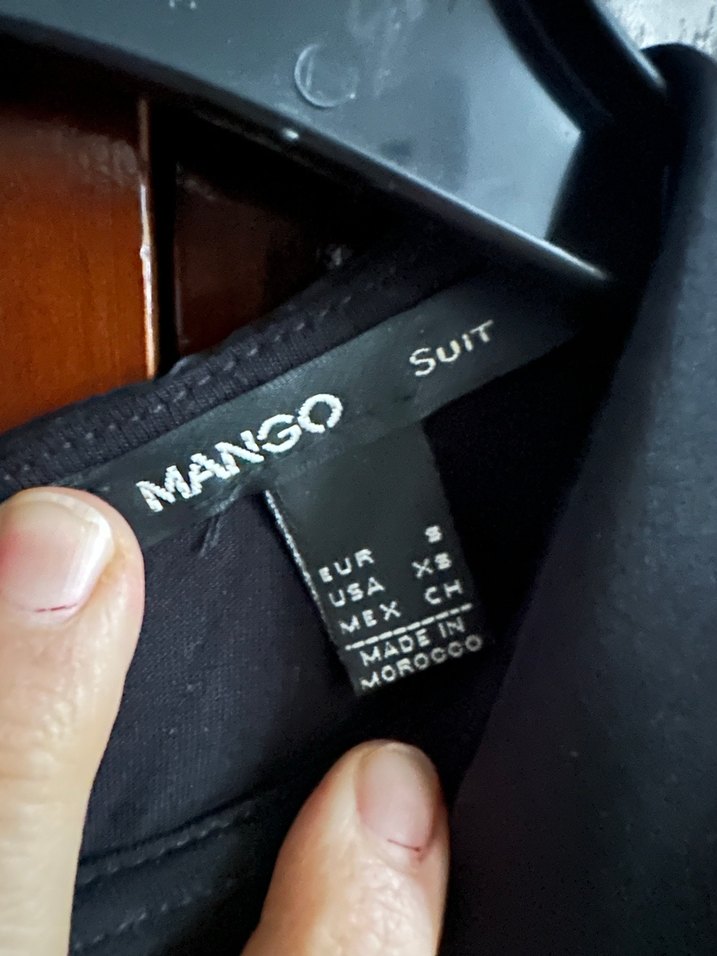 MANGO SUIT
EUR S
USA XS
MEX CH
MADE IN
MOROCCO